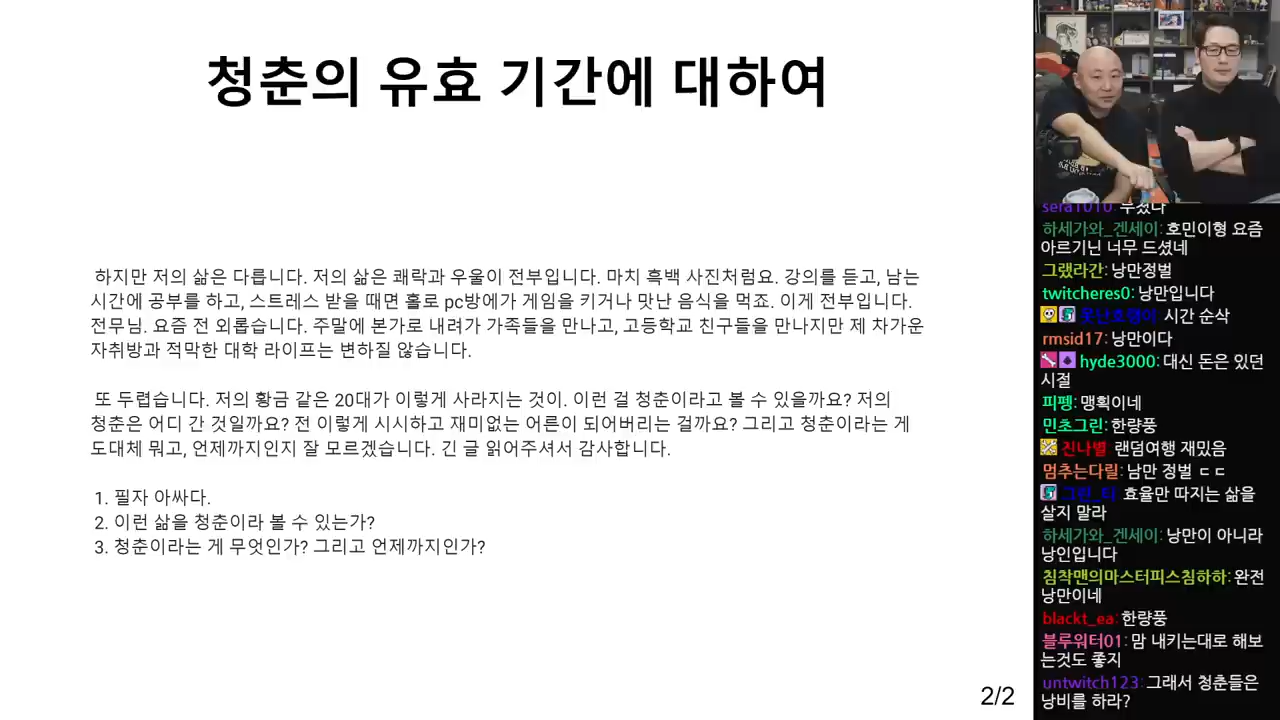 청춘의 유효 기간에 대하여
하지만 저의 삶은 다릅니다. 저의 삶은 쾌락과 우울이 전부입니다. 마치 흑백 사진처럼요. 강의를 듣고, 남는
시간에 공부를 하고, 스트레스 받을 때면 홀로 pc방에가 게임을 키거나 맛난 음식을 먹죠. 이게 전부입니다.
전무님. 요즘 전 외롭습니다. 주말에 본가로 내려가 가족들을 만나고, 고등학교 친구들을 만나지만 제 차가운
자취방과 적막한 대학 라이프는 변하질 않습니다.
또 두렵습니다. 저의 황금 같은 20대가 이렇게 사라지는 것이. 이런 걸 청춘이라고 볼 수 있을까요? 저의
청춘은 어디 간 것일까요? 전 이렇게 시시하고 재미없는 어른이 되어버리는 걸까요? 그리고 청춘이라는 게
도대체 뭐고, 언제까지인지 잘 모르겠습니다. 긴 글 읽어주셔서 감사합니다.
1. 필자 아싸다.
2. 이런 삶을 청춘이라 볼 수 있는가?
3. 청춘이라는 게 무엇인가? 그리고 언제까지인가?
2/2
sera1010: 무쳤나
하세가와_겐세이: 호민이형 요즘
아르기닌 너무 드셨네
그랬라간: 낭만정벌
twitcheres0: 낭만입니다
못난호랭이 시간 순삭
rmsid17: 낭만이다
hyde3000: 대신 돈은 있던
시절
피펭: 맹획이네
민초그린: 한량풍
진나별 랜덤여행 재밌음
멈추는다릴: 남만 정벌 ㄷㄷ
그린_티 효율만 따지는 삶을
살지 말라
하세가와_겐세이: 낭만이 아니라
낭인입니다
침착맨의마스터피스침하하: 완전
낭만이네
blackt_ea: 한량풍
블루워터01: 맘 내키는대로 해보
는것도 좋지
untwitch123: 그래서 청춘들은
낭비를 하라?